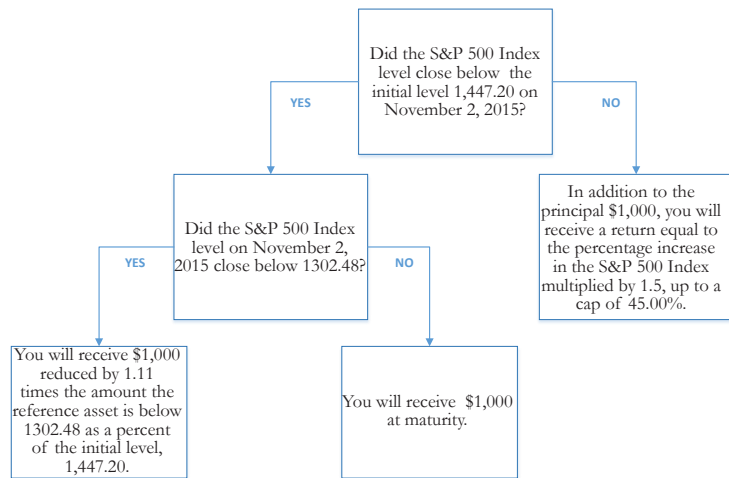 Did the S&P 500 Index
level close below the
initial level 1,447.20 on
November 2, 2015?
YES
NO
Did the S&P 500 Index
level on November 2,
2015 close below 1302.48?
In addition to the
principal $1,000, you will
receive a return equal to
the percentage increase
in the S&P 500 Index
multiplied by 1.5, up to a
cap of 45.00%.
YES
NO
You will receive $1,000
reduced by 1.11
times the amount the
reference asset is below
1302.48 as a percent
of the initial level,
1,447.20.
You will receive $1,000
at maturity.